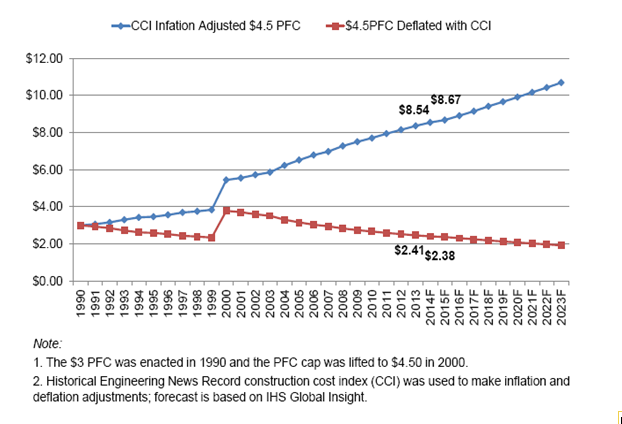 CCI Infation Adjusted $4.5 PFC
$4.5PFC Deflated with CCI
$12.00
$10.00
$8.00
$6.00
$4.00
$2.00
$0.00
$8.54
$8.67
$2.41
$2.38
1990
1991
1992
1993
1994
1995
1996
1997
1998
1999
2000
2001
2002
2003
2004
2005
2006
2007
2008
2009
2010
2011
2012
2013
2014F
2015F
2016F
2017F
2018F
2019F
2020F
2021F
2022F
2023F
Note:
1. The $3 PFC was enacted in 1990 and the PFC cap was lifted to $4.50 in 2000.
2. Historical Engineering News Record construction cost index (CCI) was used to make inflation and
deflation adjustments; forecast is based on IHS Global Insight.